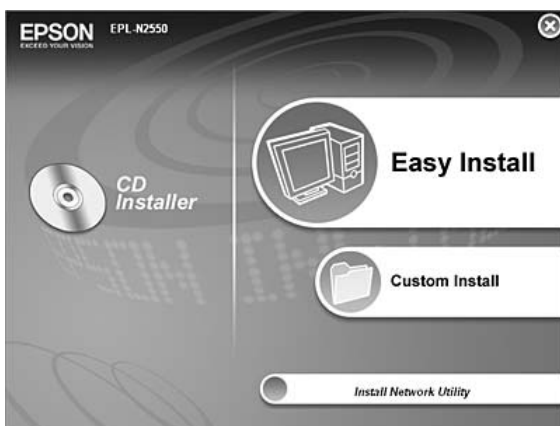 EPSON
EXCEED YOUR VISION
EPL-N2550
CD
Installer
Easy Install
Custom Install
Install Network Utility